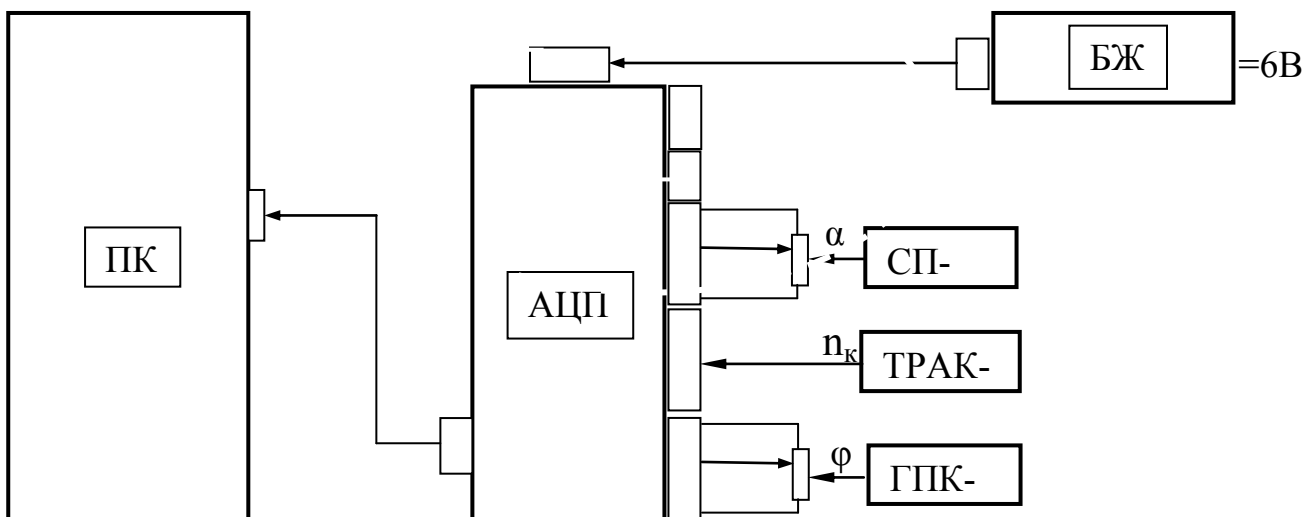 БЖ
=6В
ПК
АЦП
α
СП-
nк
ТРАК-
φ
ГПК-